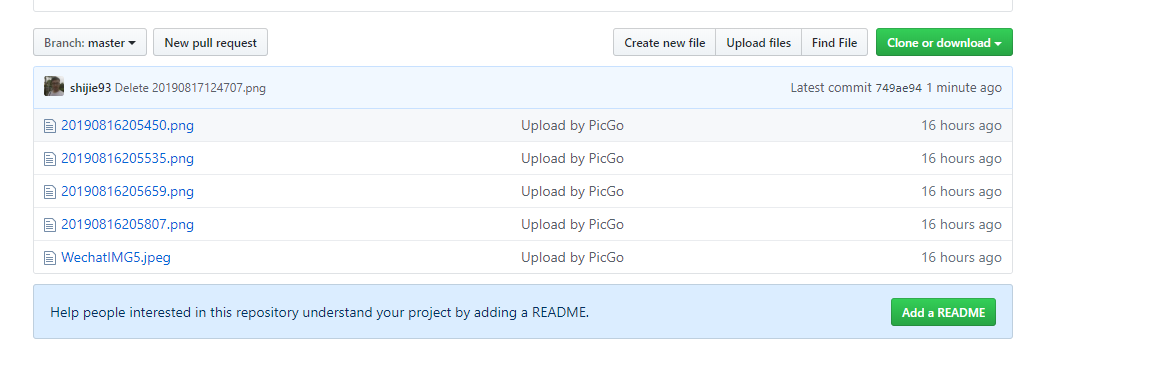 Branch: master New pull request Create new file Upload files Find File Clone or download
shijie93 Delete 20190817124707.png Latest commit 749ae94 1 minute ago
20190816205450.png Upload by PicGo 16 hours ago
20190816205535.png Upload by PicGo 16 hours ago
20190816205659.png Upload by PicGo 16 hours ago
20190816205807.png Upload by PicGo 16 hours ago
WechatIMG5.jpeg Upload by PicGo 16 hours ago
Help people interested in this repository understand your project by adding a README. Add a README